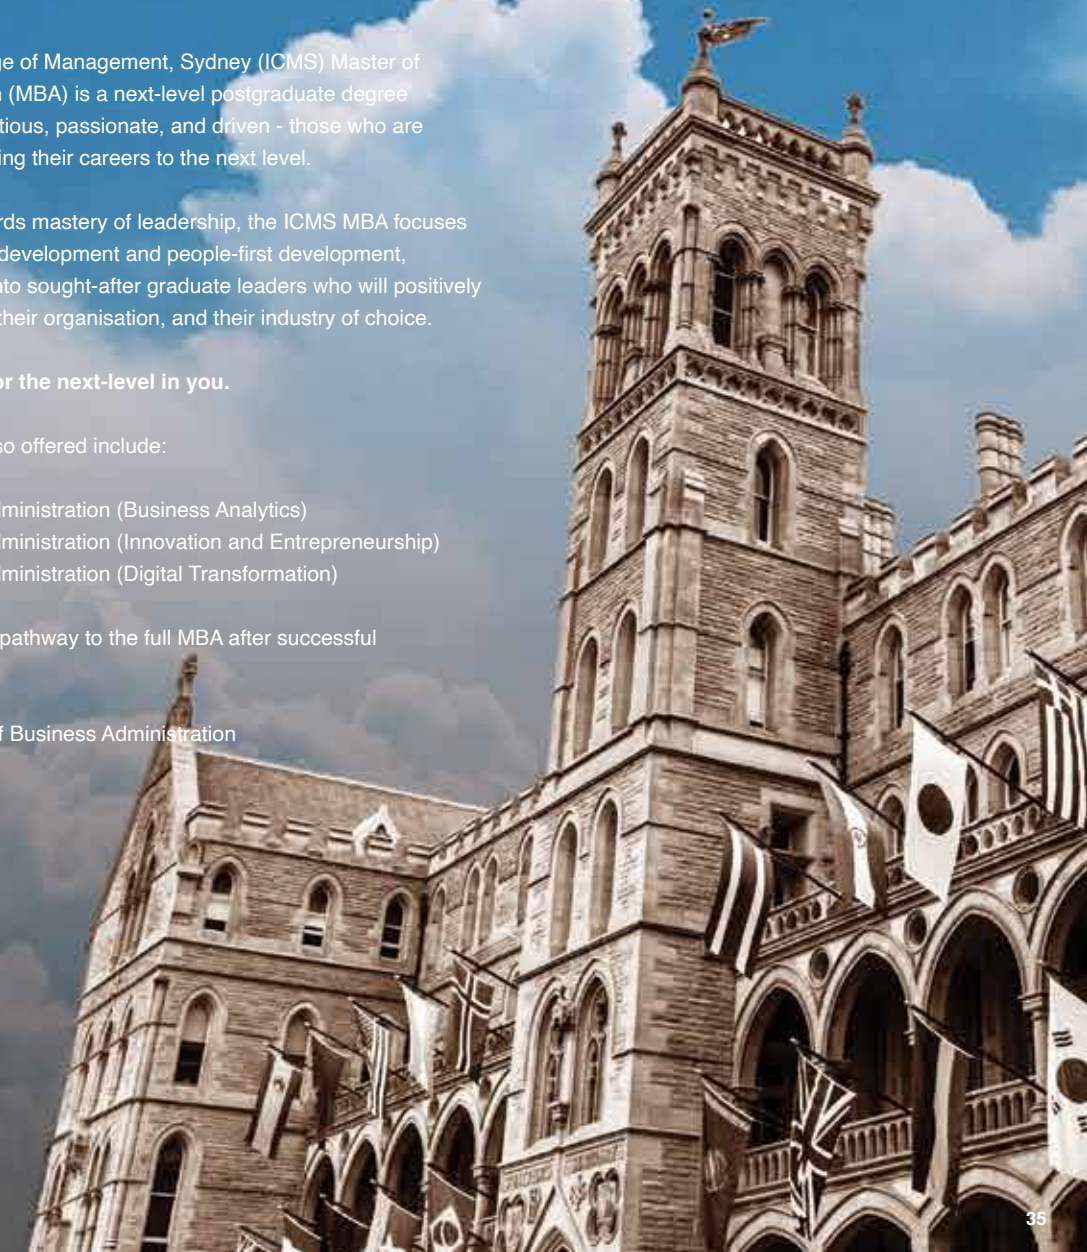 ge of Management, Sydney (ICMS) Master of
(MBA) is a next-level postgraduate degree
tious, passionate, and driven - those who are
ing their careers to the next level.
rds mastery of leadership, the ICMS MBA focuses
development and people-first development,
nto sought-after graduate leaders who will positively
their organisation, and their industry of choice.
or the next-level in you.
so offered include:
ministration (Business Analytics)
ministration (Innovation and Entrepreneurship)
ministration (Digital Transformation)
pathway to the full MBA after successful
f Business Administration
35